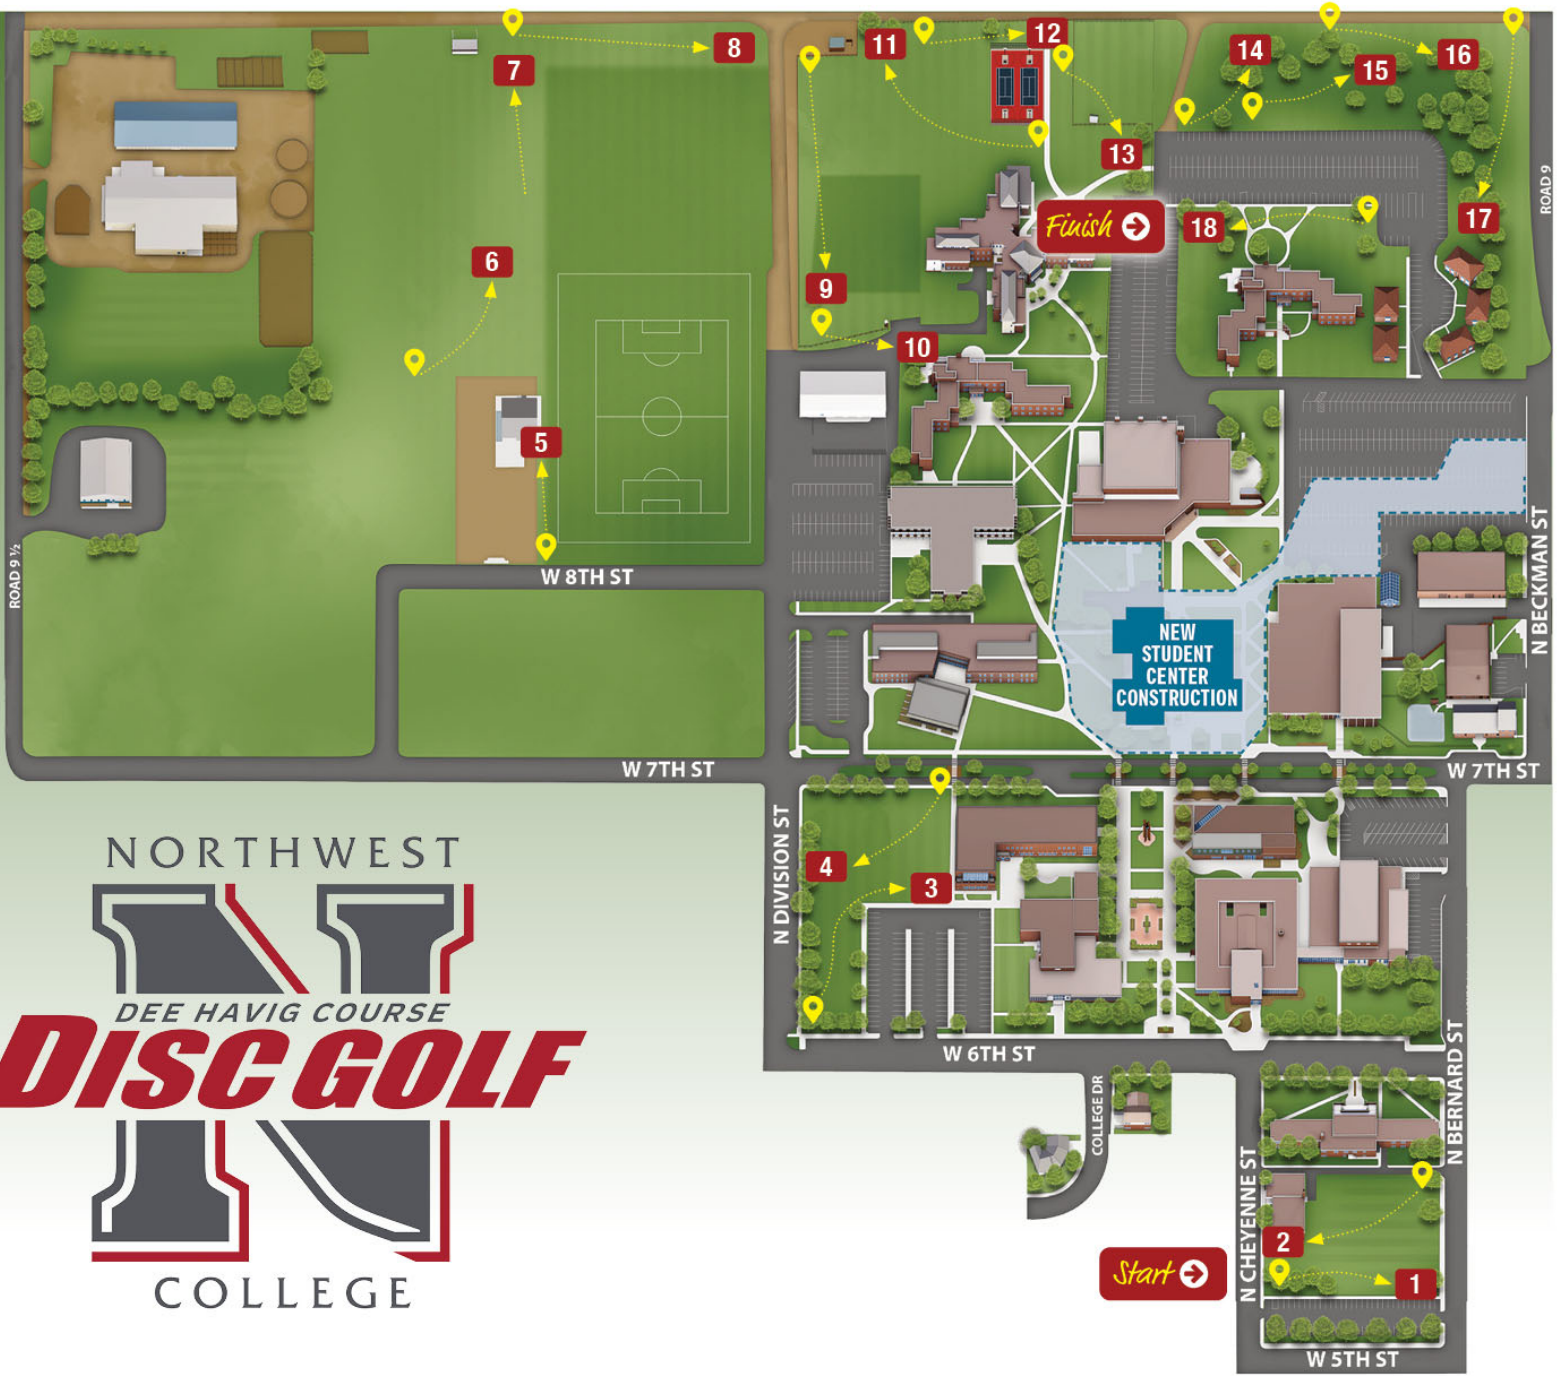 8
11
12
14
16
7
15
13
ROAD 9
17
Finish
18
6
9
10
5
ROAD 9 ½
W 8TH ST
N BECKMAN ST
NEW
STUDENT
CENTER
CONSTRUCTION
W 7TH ST
W 7TH ST
N DIVISION ST
4
3
NORTHWEST
DEE HAVIG COURSE
DISC GOLF
COLLEGE
W 6TH ST
COLLEGE DR
N BERNARD ST
N CHEYENNE ST
2
Start
1
W 5TH ST